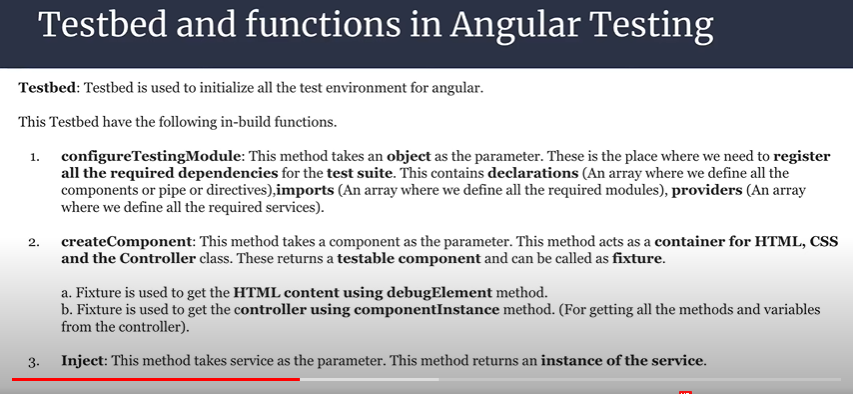 Testbed and functions in Angular Testing
Testbed: Testbed is used to initialize all the test environment for angular.
This Testbed have the following in-build functions.
1. configureTestingModule: This method takes an object as the parameter. These is the place where we need to register
all the required dependencies for the test suite. This contains declarations (An array where we define all the
components or pipe or directives),imports (An array where we define all the required modules), providers (An array
where we define all the required services).
2. createComponent: This method takes a component as the parameter. This method acts as a container for HTML, CSS
and the Controller class. These returns a testable component and can be called as fixture.
a. Fixture is used to get the HTML content using debugElement method.
b. Fixture is used to get the controller using componentInstance method. (For getting all the methods and variables
from the controller).
3. Inject: This method takes service as the parameter. This method returns an instance of the service.